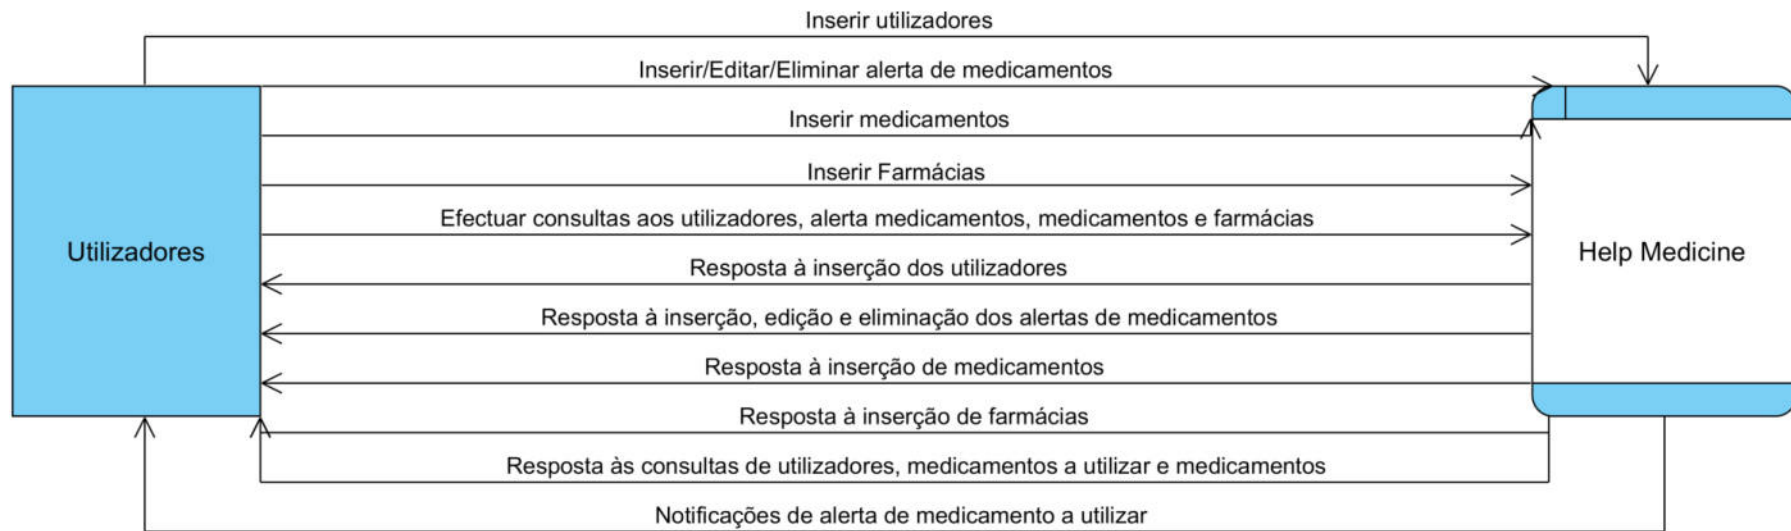 Inserir utilizadores
Inserir/Editar/Eliminar alerta de medicamentos
Inserir medicamentos
Inserir Farmácias
Efectuar consultas aos utilizadores, alerta medicamentos, medicamentos e farmácias
Utilizadores
Help Medicine
Resposta à inserção dos utilizadores
Resposta à inserção, edição e eliminação dos alertas de medicamentos
Resposta à inserção de medicamentos
Resposta à inserção de farmácias
Resposta às consultas de utilizadores, medicamentos a utilizar e medicamentos
Notificações de alerta de medicamento a utilizar